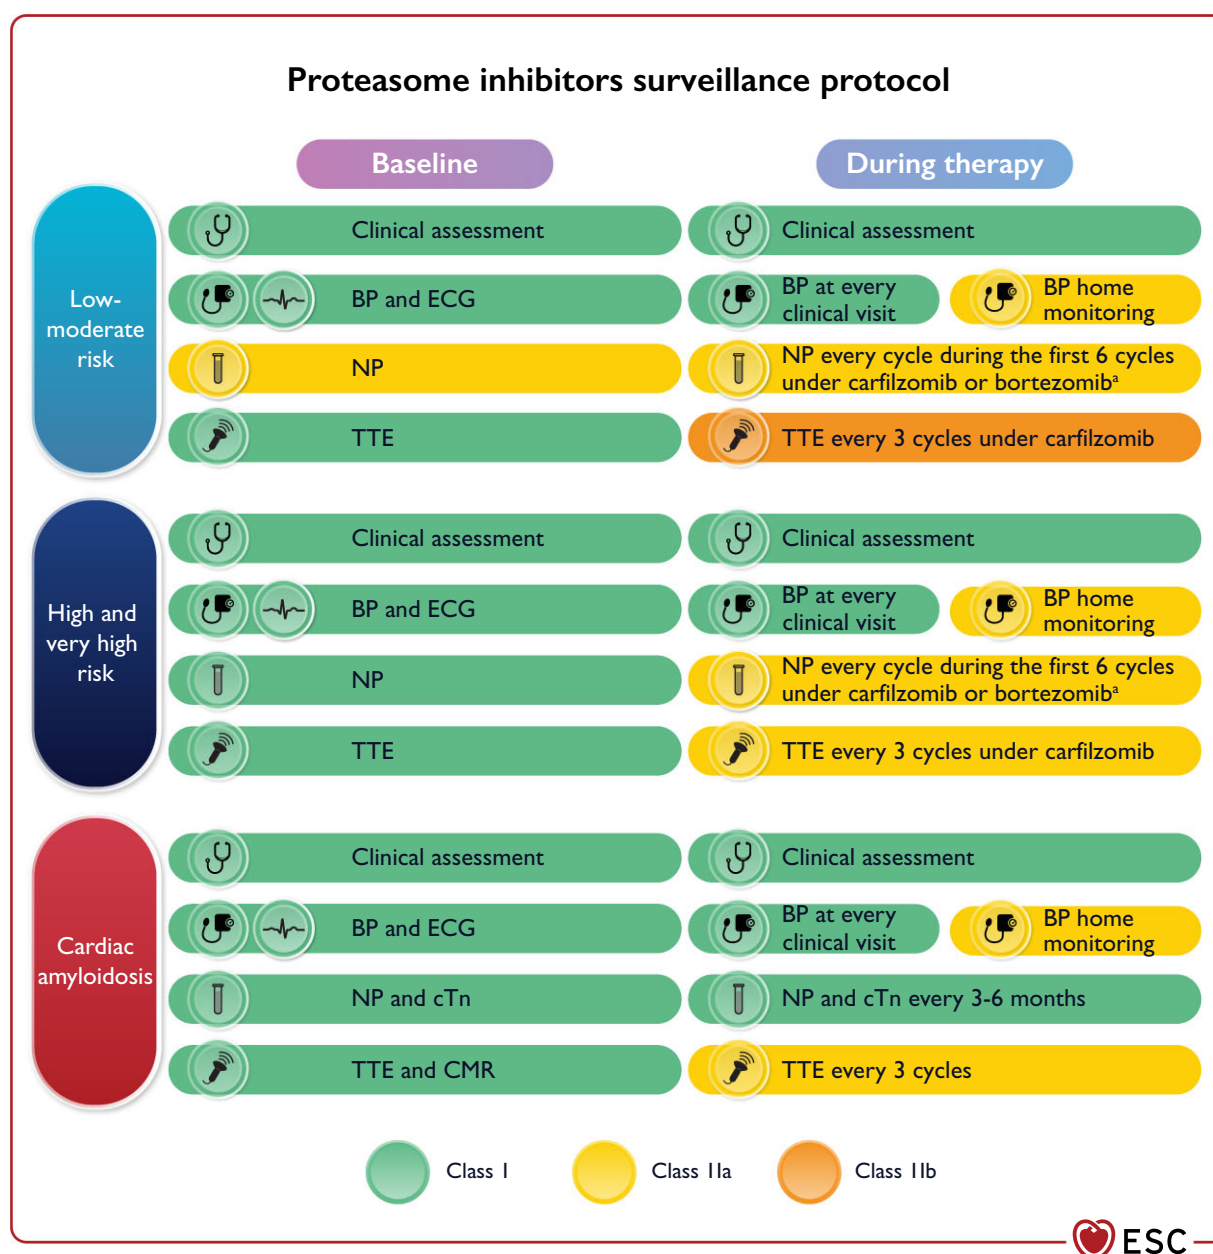 Proteasome inhibitors surveillance protocol
Baseline
During therapy
Low-
moderate
risk
Clinical assessment
Clinical assessment
BP and ECG
BP at every
clinical visit
BP home
monitoring
NP
NP every cycle during the first 6 cycles
under carfilzomib or bortezomibᵃ
TTE
TTE every 3 cycles under carfilzomib
High and
very high
risk
Clinical assessment
Clinical assessment
BP and ECG
BP at every
clinical visit
BP home
monitoring
NP
NP every cycle during the first 6 cycles
under carfilzomib or bortezomibᵃ
TTE
TTE every 3 cycles under carfilzomib
Cardiac
amyloidosis
Clinical assessment
Clinical assessment
BP and ECG
BP at every
clinical visit
BP home
monitoring
NP and cTn
NP and cTn every 3-6 months
TTE and CMR
TTE every 3 cycles
Class I
Class IIa
Class IIb
ESC